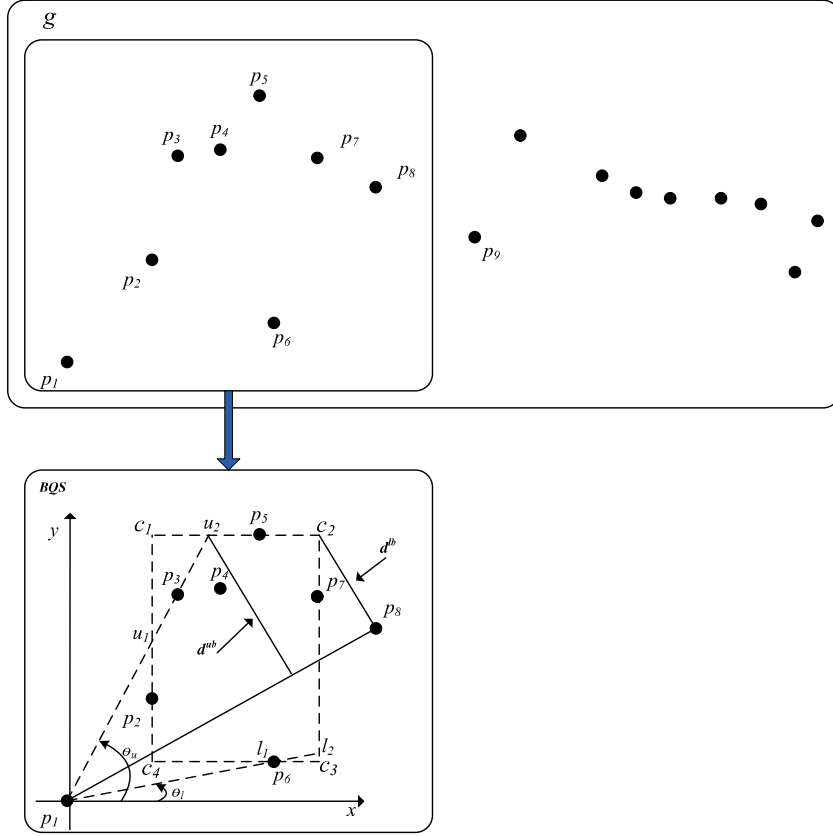 g
p5
p3 p4 p7
p8
p9
p2
p6
p1
BQS
y c1 u2 p5 c2
d^lb
p3 p4 p7
p8
u1
d^ub
p2
θu l1 l2
c4 p6 c3
θl
p1 x